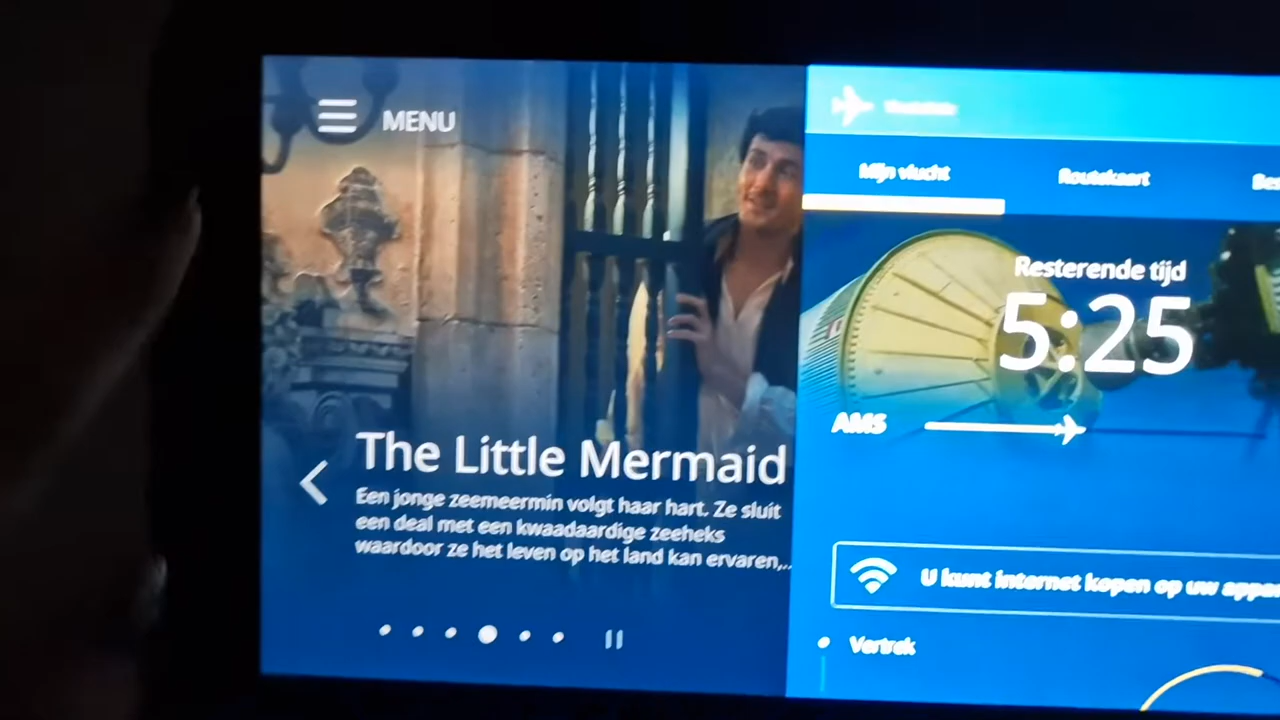 MENU
The Little Mermaid
Een jonge zeemeermin volgt haar hart. Ze sluit
een deal met een kwaadaardige zeeheks
waardoor ze het leven op het land kan ervaren,..
Mijn vlucht
Routekaart
Resterende tijd
5:25
AMS
U kunt internet kopen op uw
Vertrek